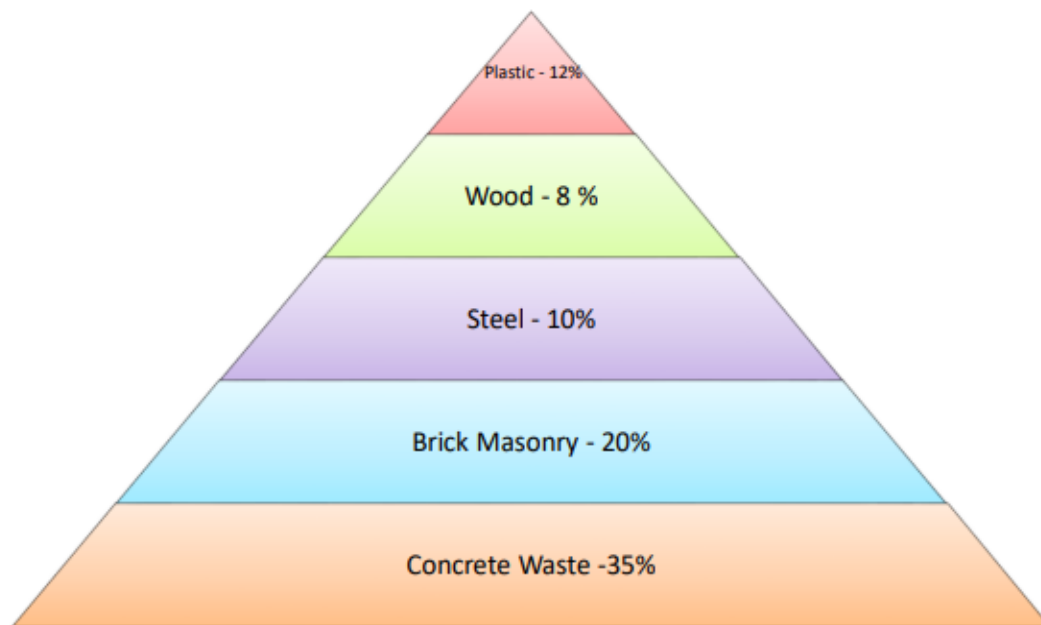 Plastic - 12%
Wood - 8 %
Steel - 10%
Brick Masonry - 20%
Concrete Waste -35%